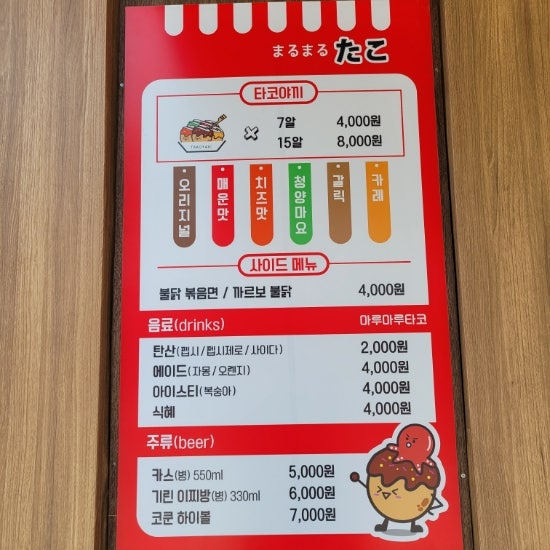 まるまる たこ
타코야끼
7알 4,000원
15알 8,000원
오리지널
매운맛
치즈맛
청양마요
갈릭
카레
사이드 메뉴
불닭 볶음면 / 까르보 불닭 4,000원
음료(drinks) 마루마루타코
탄산(펩시/펩시제로/사이다) 2,000원
에이드(자몽/오렌지) 4,000원
아이스티(복숭아) 4,000원
식혜 4,000원
주류(beer)
카스(병) 550ml 5,000원
기린 이찌방(병) 330ml 6,000원
코쿤 하이볼 7,000원